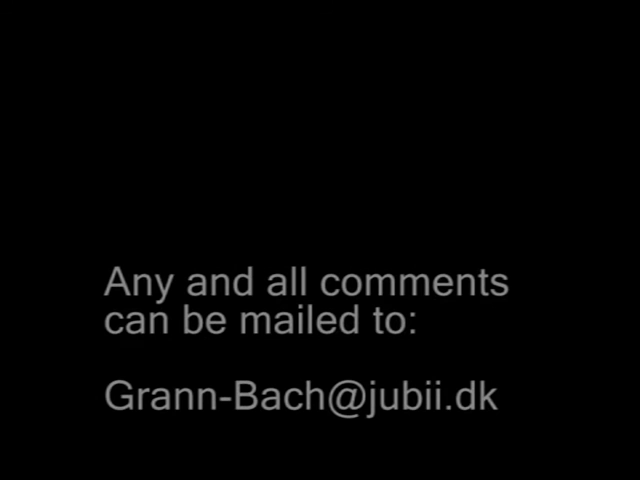 Any and all comments
can be mailed to:
Grann-Bach@jubii.dk